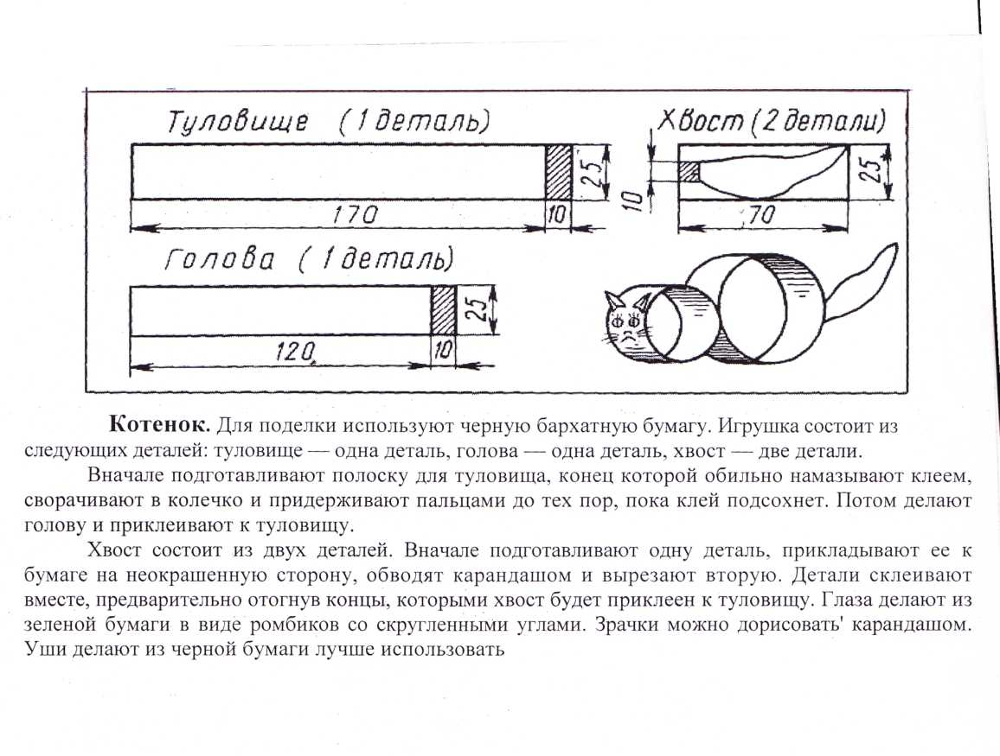 Туловище (1 деталь)
Хвост (2 детали)
25
10
25
170
10
70
Голова (1 деталь)
25
120
10
Котенок. Для поделки используют черную бархатную бумагу. Игрушка состоит из
следующих деталей: туловище — одна деталь, голова — одна деталь, хвост — две детали.
Вначале подготавливают полоску для туловища, конец которой обильно намазывают клеем,
сворачивают в колечко и придерживают пальцами до тех пор, пока клей подсохнет. Потом делают
голову и приклеивают к туловищу.
Хвост состоит из двух деталей. Вначале подготавливают одну деталь, прикладывают ее к
бумаге на неокрашенную сторону, обводят карандашом и вырезают вторую. Детали склеивают
вместе, предварительно отогнув концы, которыми хвост будет приклеен к туловищу. Глаза делают из
зеленой бумаги в виде ромбиков со скругленными углами. Зрачки можно дорисовать' карандашом.
Уши делают из черной бумаги лучше использовать